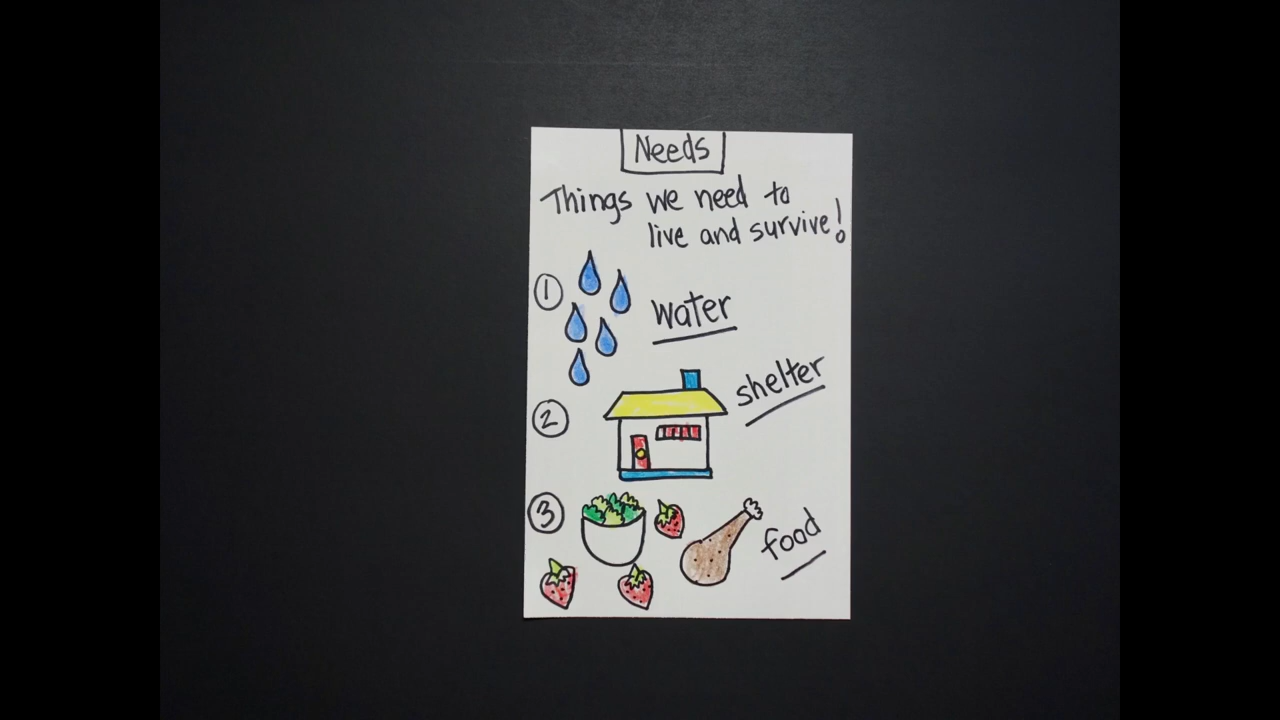 Needs
Things we need to
live and survive!
1
water
shelter
2
3
food